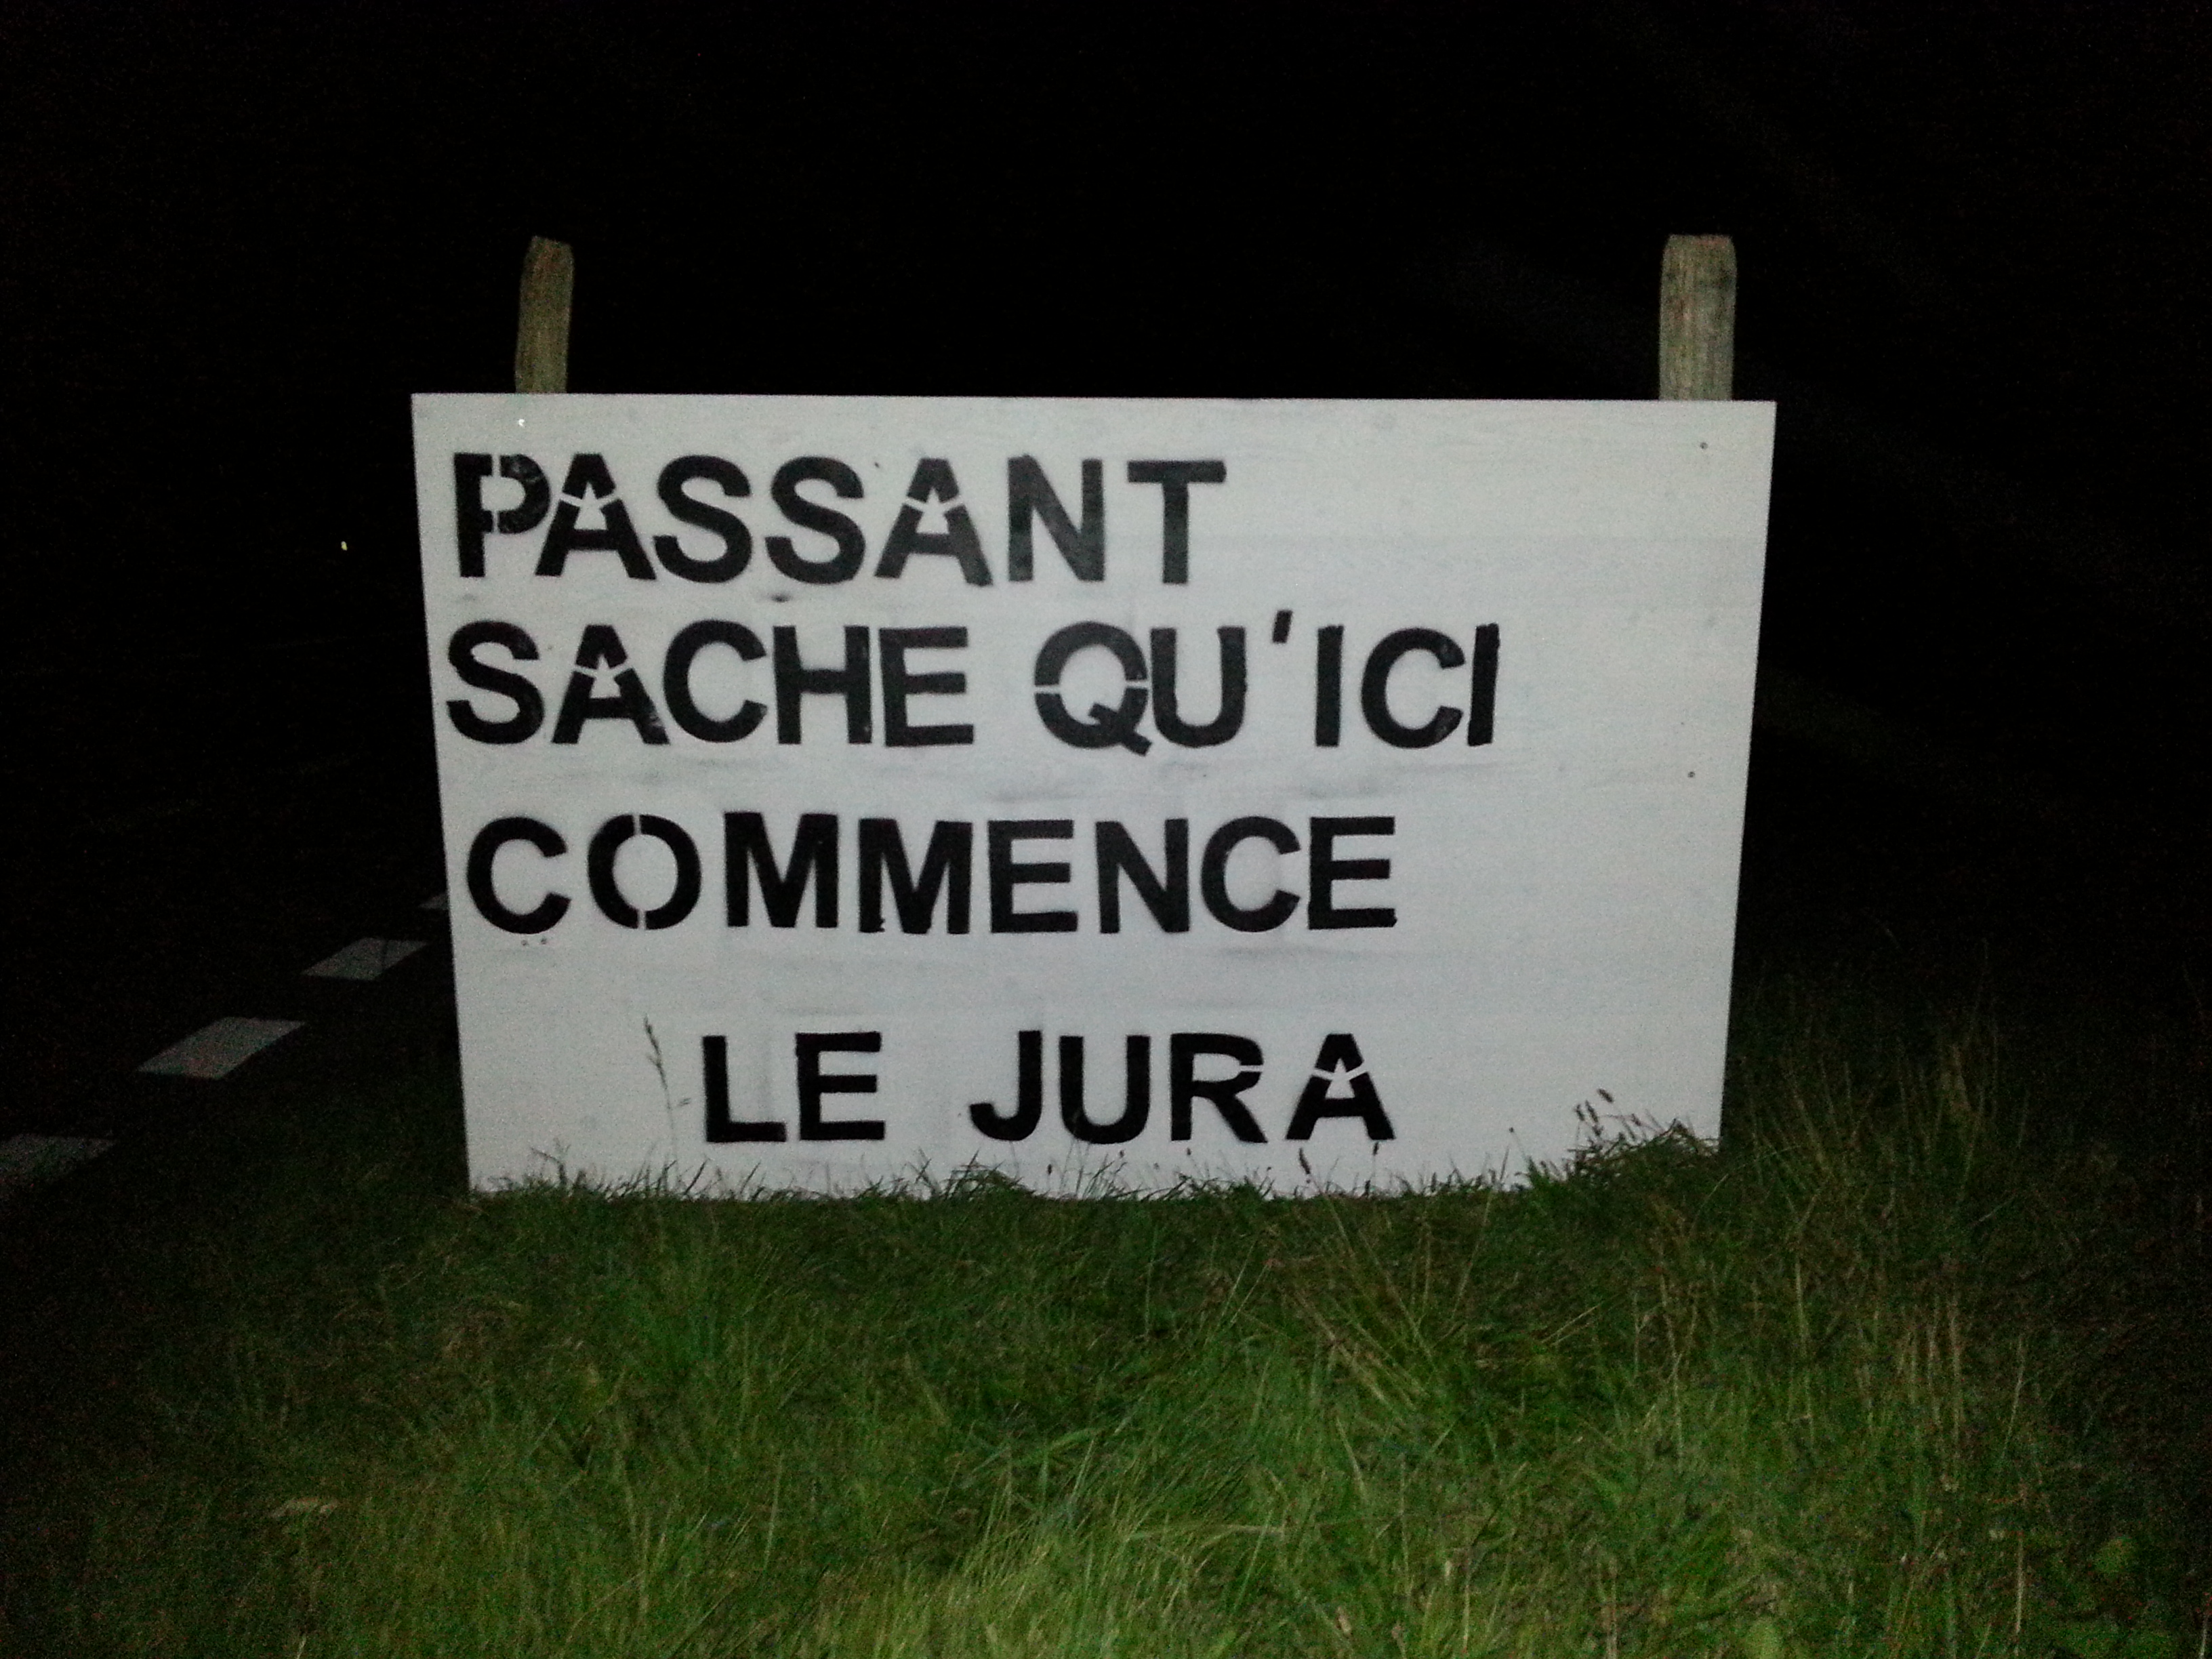 PASSANT
SACHE QU'ICI
COMMENCE
LE JURA